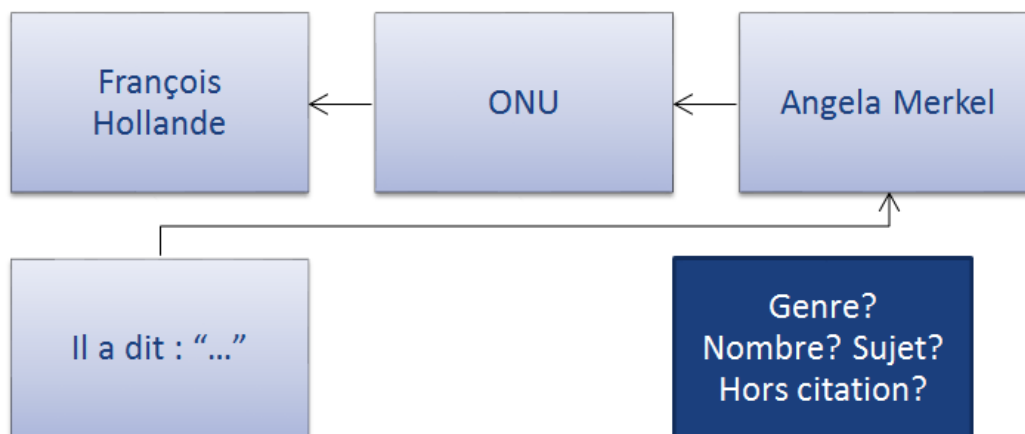 François
Hollande
ONU
Angela Merkel
Il a dit : “…”
Genre?
Nombre? Sujet?
Hors citation?